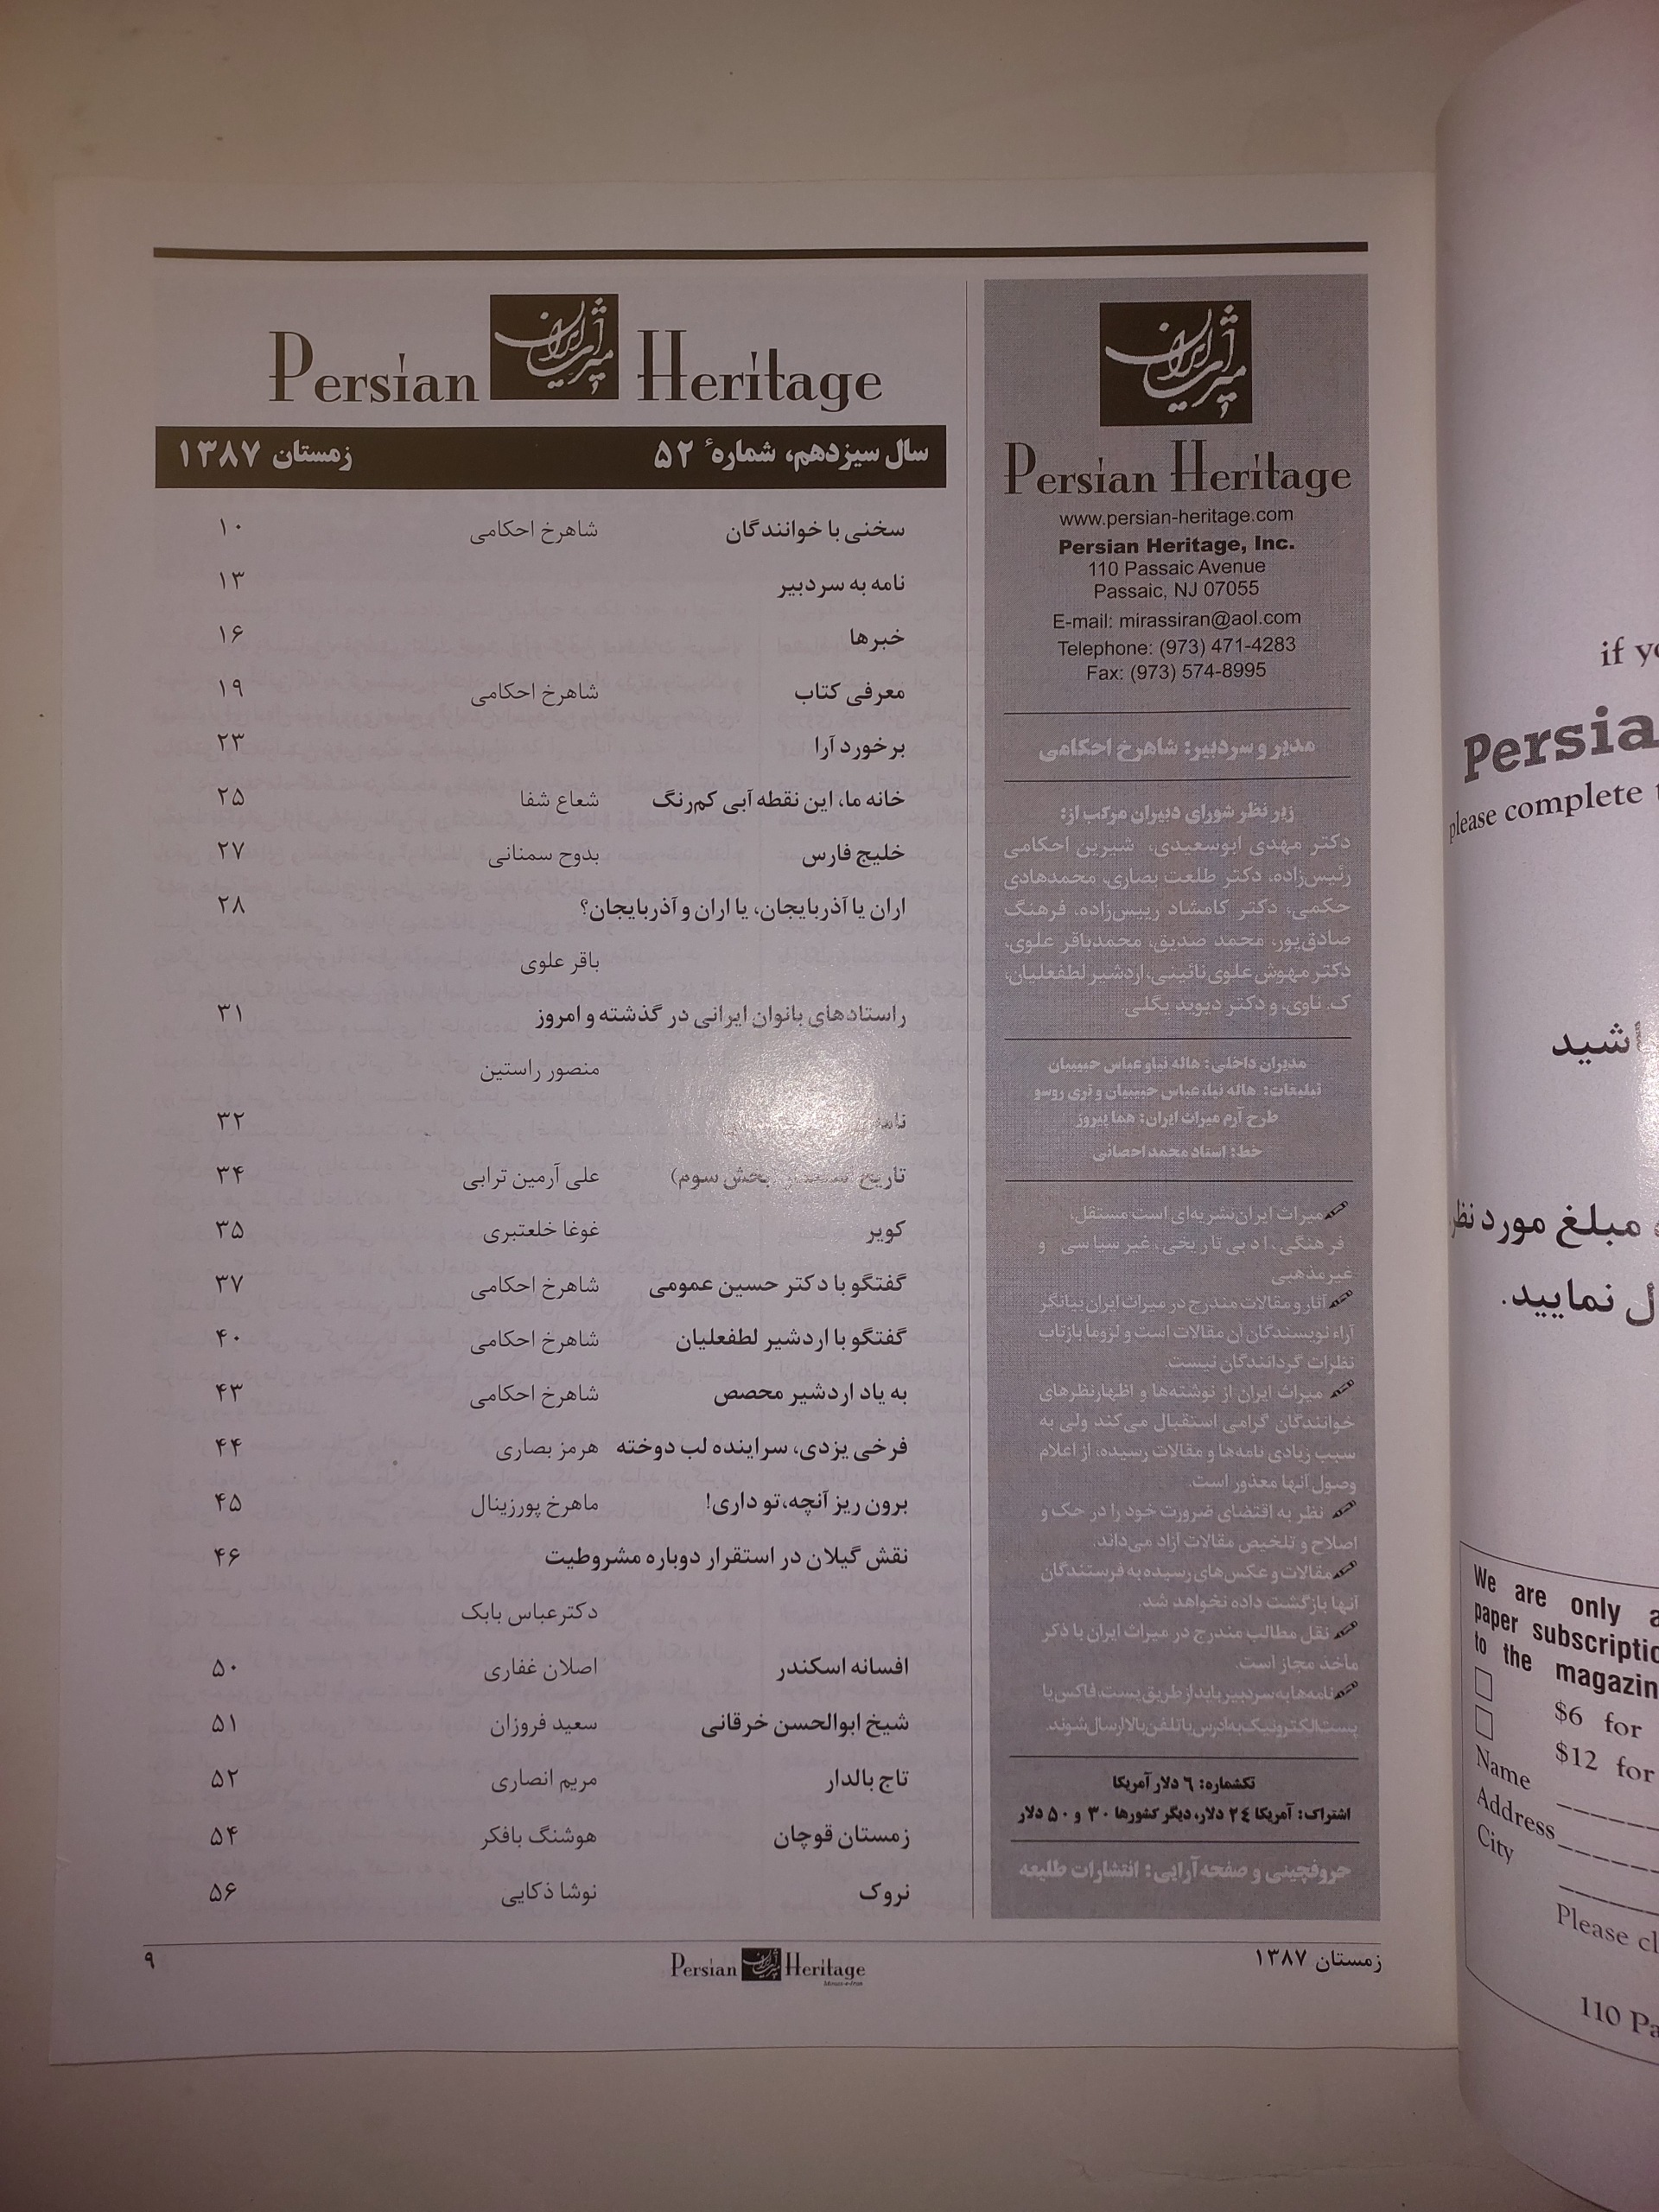 میراث ایران
Persian Heritage
www.persian-heritage.com
Persian Heritage, Inc.
110 Passaic Avenue
Passaic, NJ 07055
E-mail: mirassiran@aol.com
Telephone: (973) 471-4283
Fax: (973) 574-8995
مدیر و سردبیر: شاهرخ احکامی
زیر نظر شورای دبیران مرکب از:
دکتر مهدی ابوسعیدی، شیرین احکامی
رئیس‌زاده، دکتر طلعت بصاری، محمدهادی
حکمی، دکتر کامشاد رییس‌زاده، فرهنگ
صادق‌پور، محمد صدیق، محمدباقر علوی،
دکتر مهوش علوی نائینی، اردشیر لطفعلیان،
ک. ناوی، و دکتر دیوید یگلی.
مدیران داخلی: هاله نیا و عباس حبیبیان
تبلیغات: هاله نیا، عباس حبیبیان و تری روسو
طرح آرم میراث ایران: هما پیروز
خط: استاد محمد احصائی
میراث ایران نشریه‌ای است مستقل،
فرهنگی، ادبی تاریخی، غیر سیاسی و
غیرمذهبی
آثار و مقالات مندرج در میراث ایران بیانگر
آراء نویسندگان آن مقالات است و لزوماً بازتاب
نظرات گردانندگان نیست.
میراث ایران از نوشته‌ها و اظهارنظرهای
خوانندگان گرامی استقبال می‌کند ولی به
سبب زیادی نامه‌ها و مقالات رسیده، از اعلام
وصول آنها معذور است.
نظر به اقتضای ضرورت خود را در حک و
اصلاح و تلخیص مقالات آزاد می‌داند.
مقالات و عکس‌های رسیده به فرستندگان
آنها بازگشت داده نخواهد شد.
نقل مطالب مندرج در میراث ایران با ذکر
مأخذ مجاز است.
نامه‌ها به سردبیر باید از طریق پست، فاکس یا
پست الکترونیک به آدرس یا تلفن بالا ارسال شوند.
تکشماره: ٦ دلار آمریکا
اشتراک: آمریکا ٢٤ دلار، دیگر کشورها ٣٠ و ٥٠ دلار
حروفچینی و صفحه‌آرایی: انتشارات طلیعه
Persian میراث ایران Heritage
سال سیزدهم، شمارهٔ ۵۲ زمستان ۱۳۸۷
سخنی با خوانندگان شاهرخ احکامی ۱۰
نامه به سردبیر ۱۳
خبرها ۱۶
معرفی کتاب شاهرخ احکامی ۱۹
برخورد آرا ۲۳
خانه ما، این نقطه آبی کم‌رنگ شعاع شفا ۲۵
خلیج فارس بدوح سمنانی ۲۷
اران یا آذربایجان، یا اران و آذربایجان؟ ۲۸
باقر علوی
راستادهای بانوان ایرانی در گذشته و امروز ۳۱
منصور راستین
۳۲
تاریخ بخش سوم) علی آرمین ترابی ۳۴
کویر غوغا خلعتبری ۳۵
گفتگو با دکتر حسین عمومی شاهرخ احکامی ۳۷
گفتگو با اردشیر لطفعلیان شاهرخ احکامی ۴۰
به یاد اردشیر محصص شاهرخ احکامی ۴۳
فرخی یزدی، سراینده لب دوخته هرمز بصاری ۴۴
برون ریز آنچه، تو داری! ماهرخ پورزینال ۴۵
نقش گیلان در استقرار دوباره مشروطیت ۴۶
دکترعباس بابک
افسانه اسکندر اصلان غفاری ۵۰
شیخ ابوالحسن خرقانی سعید فروزان ۵۱
تاج بالدار مریم انصاری ۵۲
زمستان قوچان هوشنگ بافکر ۵۴
نروک نوشا ذکایی ۵۶
زمستان ۱۳۸۷
Persian میراث ایران Heritage
۹
if
Persia
please complete
اشید
مبلغ مورد نظر
نمایید.
We are only
paper
to the
$6 for
$12 for
Name
Address
City
Please
110